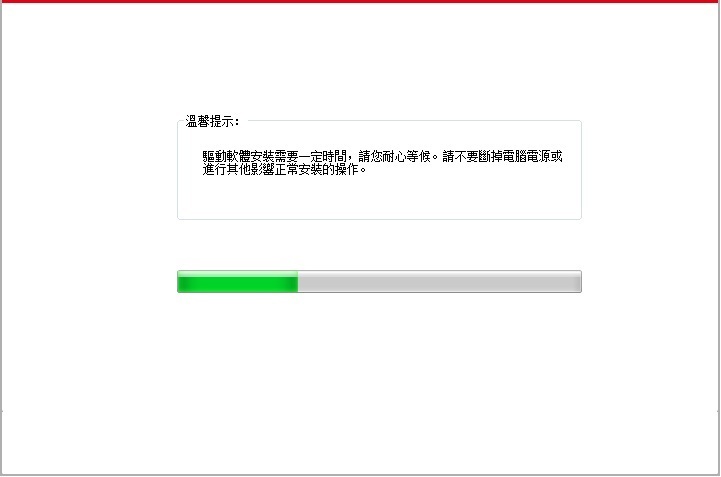 溫馨提示：
驅動軟體安裝需要一定時間，請您耐心等候。請不要斷掉電腦電源或
進行其他影響正常安裝的操作。